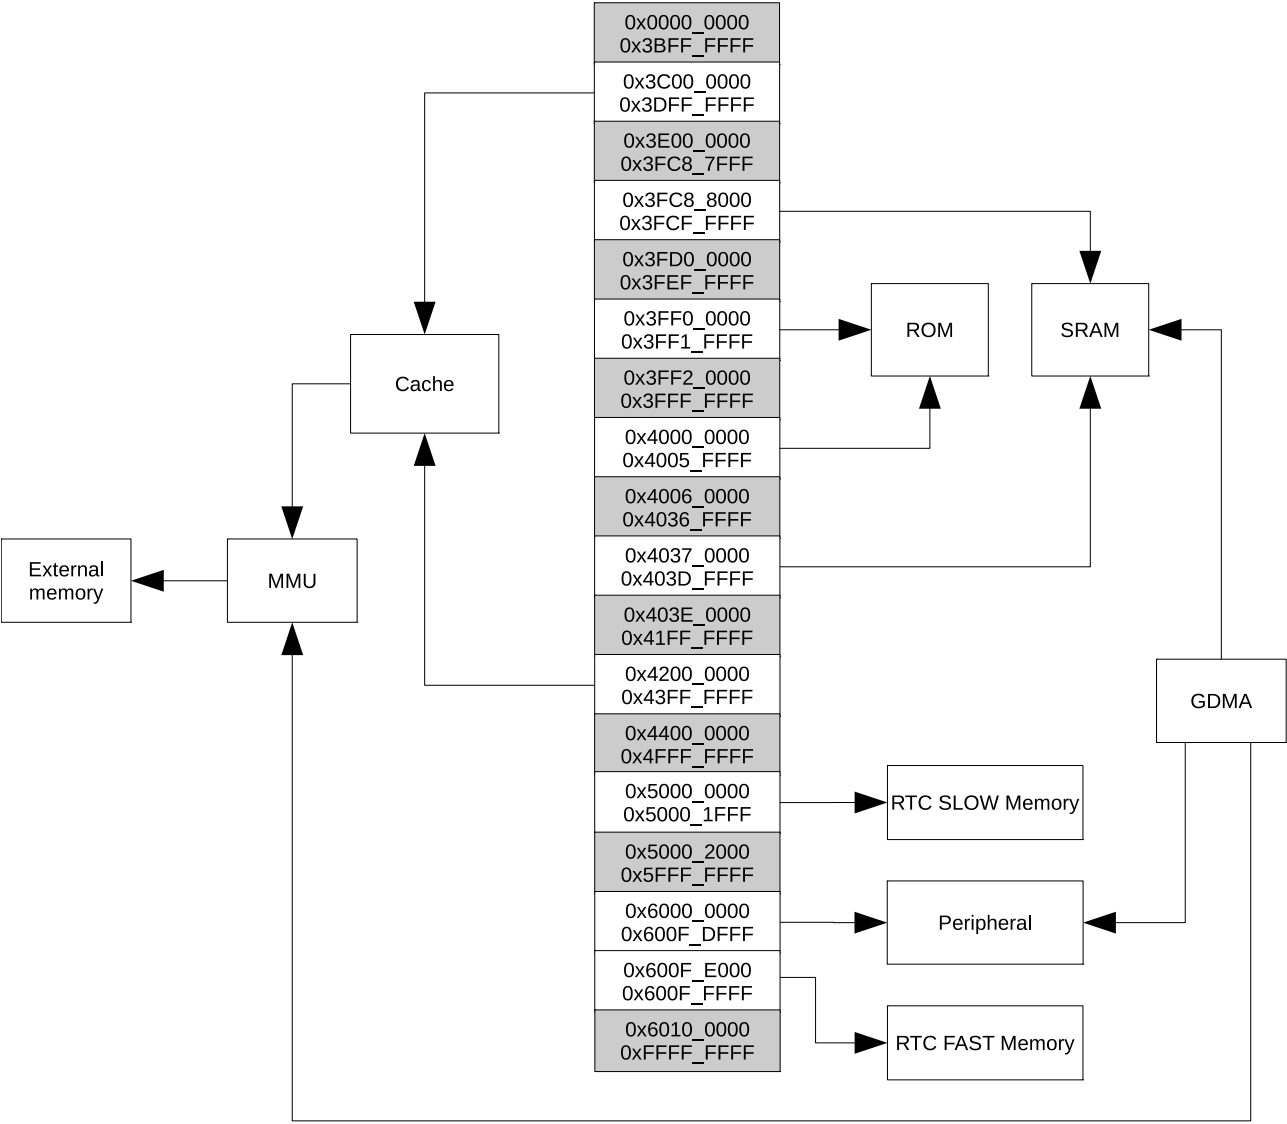 0x0000_0000
0x3BFF_FFFF
0x3C00_0000
0x3DFF_FFFF
0x3E00_0000
0x3FC8_7FFF
0x3FC8_8000
0x3FCF_FFFF
0x3FD0_0000
0x3FEF_FFFF
0x3FF0_0000
0x3FF1_FFFF
0x3FF2_0000
0x3FFF_FFFF
0x4000_0000
0x4005_FFFF
0x4006_0000
0x4036_FFFF
0x4037_0000
0x403D_FFFF
0x403E_0000
0x41FF_FFFF
0x4200_0000
0x43FF_FFFF
0x4400_0000
0x4FFF_FFFF
0x5000_0000
0x5000_1FFF
0x5000_2000
0x5FFF_FFFF
0x6000_0000
0x600F_DFFF
0x600F_E000
0x600F_FFFF
0x6010_0000
0xFFFF_FFFF
ROM
SRAM
Cache
External
memory
MMU
GDMA
RTC SLOW Memory
Peripheral
RTC FAST Memory